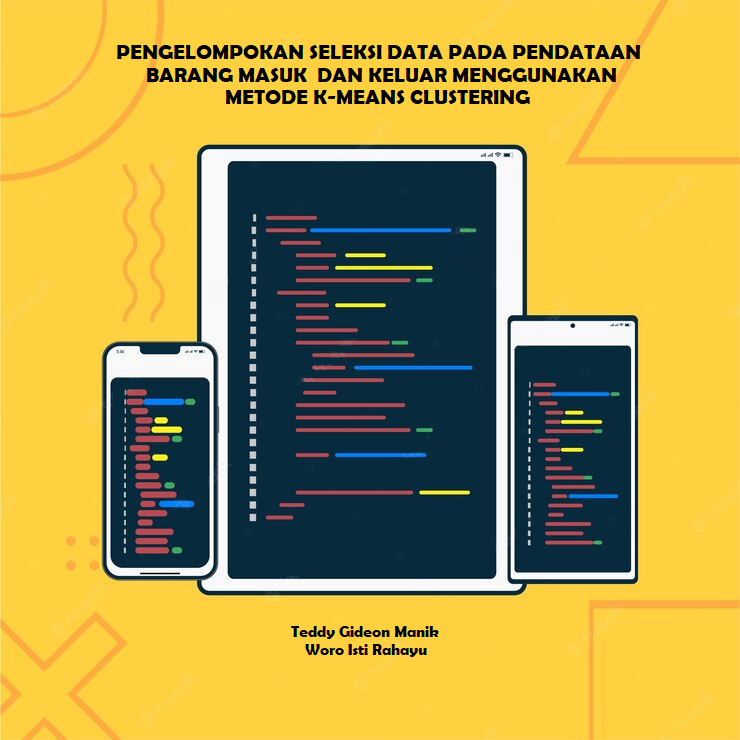 PENGELOMPOKAN SELEKSI DATA PADA PENDATAAN
BARANG MASUK DAN KELUAR MENGGUNAKAN
METODE K-MEANS CLUSTERING
Teddy Gideon Manik
Woro Isti Rahayu